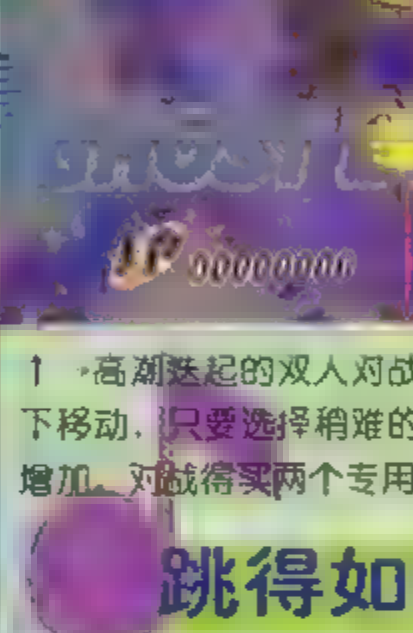 1P 00000000
↑ 高潮迭起的双人对战
下移动,只要选择稍难的
增加 对战得买两个专用
跳得如